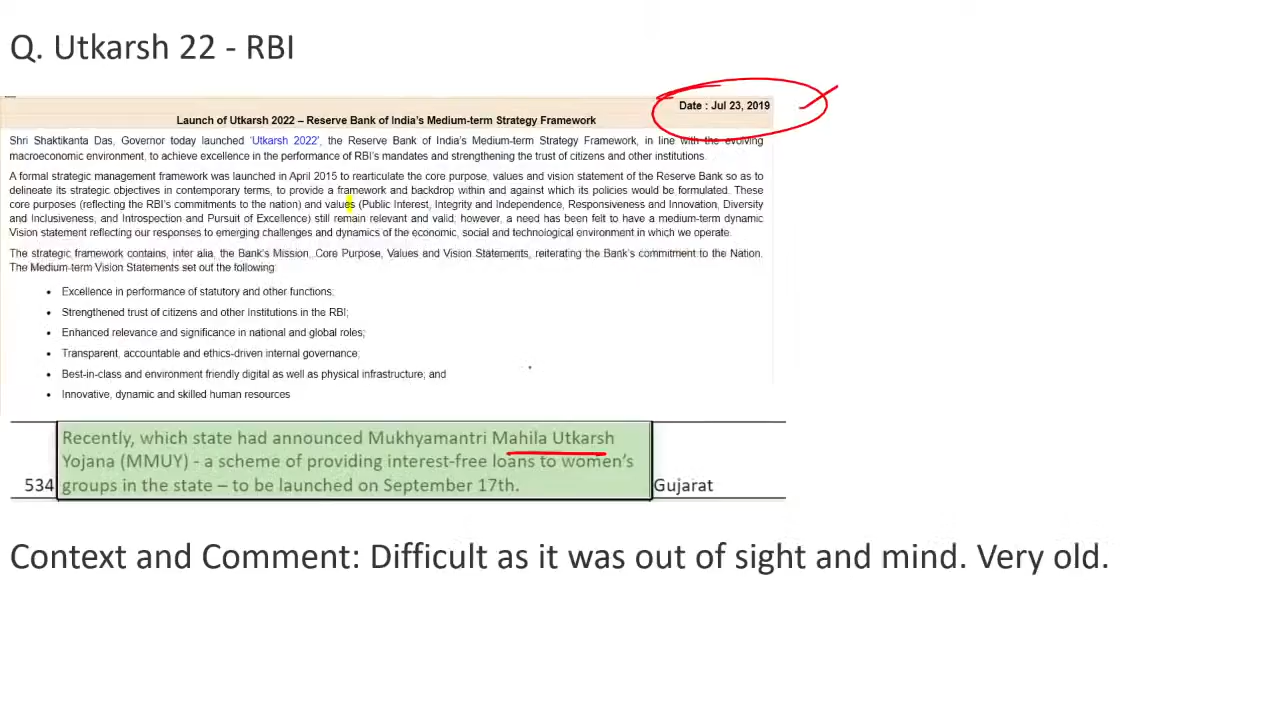 Q. Utkarsh 22 - RBI
Date : Jul 23, 2019
Launch of Utkarsh 2022 – Reserve Bank of India's Medium-term Strategy Framework
Shri Shaktikanta Das, Governor today launched 'Utkarsh 2022', the Reserve Bank of India's Medium-term Strategy Framework, in line with the evolving
macroeconomic environment, to achieve excellence in the performance of RBI's mandates and strengthening the trust of citizens and other institutions.
A formal strategic management framework was launched in April 2015 to rearticulate the core purpose, values and vision statement of the Reserve Bank so as to
delineate its strategic objectives in contemporary terms, to provide a framework and backdrop within and against which its policies would be formulated. These
core purposes (reflecting the RBI's commitments to the nation) and values (Public Interest, Integrity and Independence, Responsiveness and Innovation, Diversity
and Inclusiveness, and Introspection and Pursuit of Excellence) still remain relevant and valid; however, a need has been felt to have a medium-term dynamic
Vision statement reflecting our responses to emerging challenges and dynamics of the economic, social and technological environment in which we operate.
The strategic framework contains, inter alia, the Bank's Mission, Core Purpose, Values and Vision Statements, reiterating the Bank's commitment to the Nation.
The Medium-term Vision Statements set out the following:
• Excellence in performance of statutory and other functions;
• Strengthened trust of citizens and other Institutions in the RBI;
• Enhanced relevance and significance in national and global roles;
• Transparent, accountable and ethics-driven internal governance;
• Best-in-class and environment friendly digital as well as physical infrastructure; and
• Innovative, dynamic and skilled human resources
Recently, which state had announced Mukhyamantri Mahila Utkarsh
Yojana (MMUY) - a scheme of providing interest-free loans to women's
534 groups in the state – to be launched on September 17th. Gujarat
Context and Comment: Difficult as it was out of sight and mind. Very old.